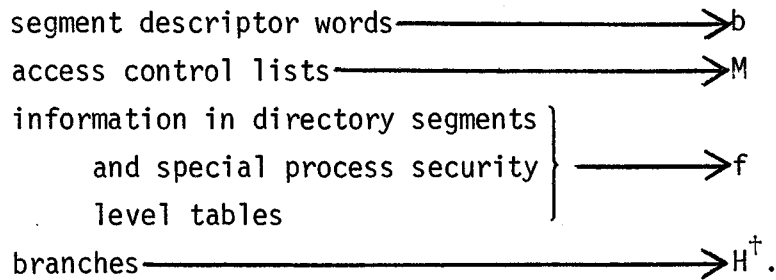 segment descriptor words⟶b
access control lists⟶M
information in directory segments
and special process security
level tables
⟶f
branches⟶H†.